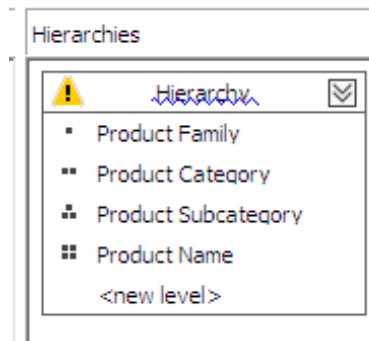 Hierarchies
Hierarchy
Product Family
Product Category
Product Subcategory
Product Name
<new level>